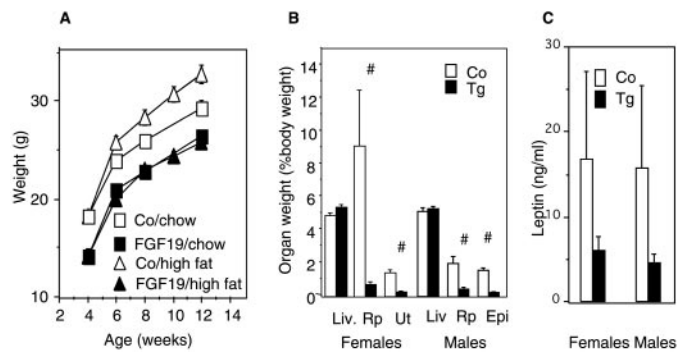 A
B
C
Weight (g)
30
20
10
2 4 6 8 10 12 14
Age (weeks)
Co/chow
FGF19/chow
Co/high fat
FGF19/high fat
Organ weight (%body weight)
14
12
10
8
6
4
2
0
Co
Tg
#
#
#
#
Liv. Rp Ut Liv Rp Epi
Females Males
Leptin (ng/ml)
30
20
10
0
Co
Tg
Females Males